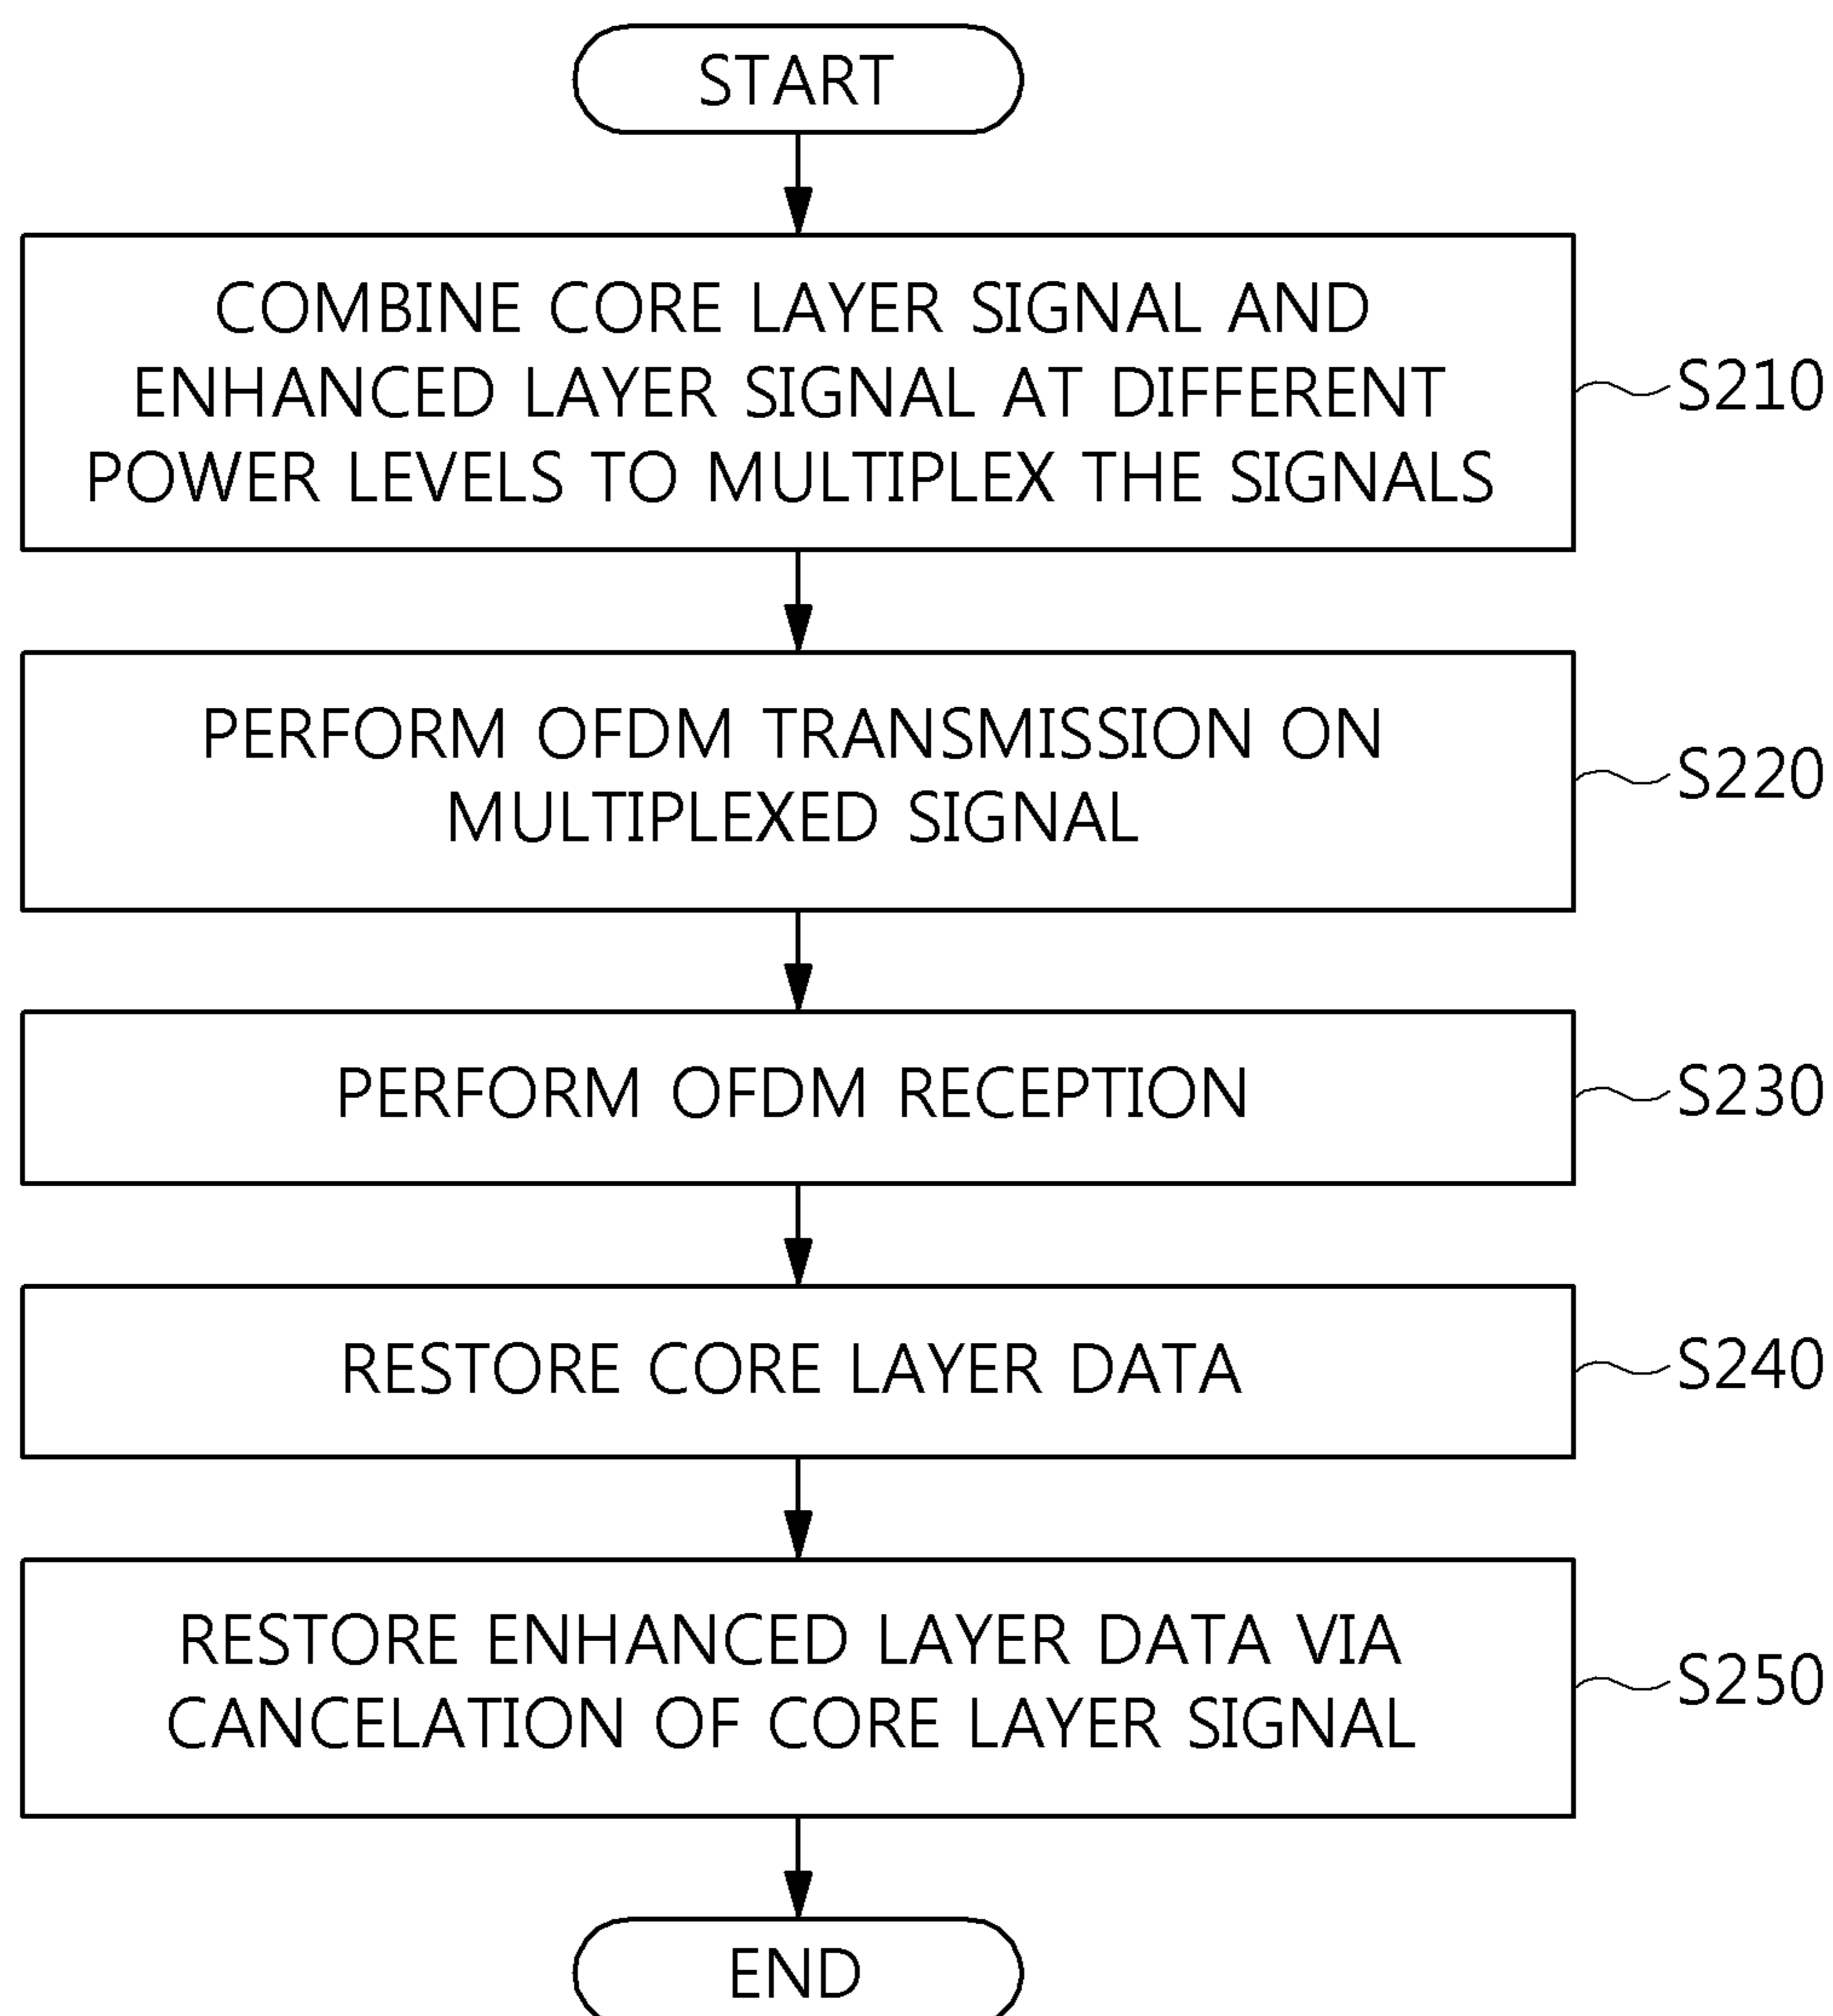 START
COMBINE CORE LAYER SIGNAL AND
ENHANCED LAYER SIGNAL AT DIFFERENT
POWER LEVELS TO MULTIPLEX THE SIGNALS
S210
PERFORM OFDM TRANSMISSION ON
MULTIPLEXED SIGNAL
S220
PERFORM OFDM RECEPTION
S230
RESTORE CORE LAYER DATA
S240
RESTORE ENHANCED LAYER DATA VIA
CANCELATION OF CORE LAYER SIGNAL
S250
END